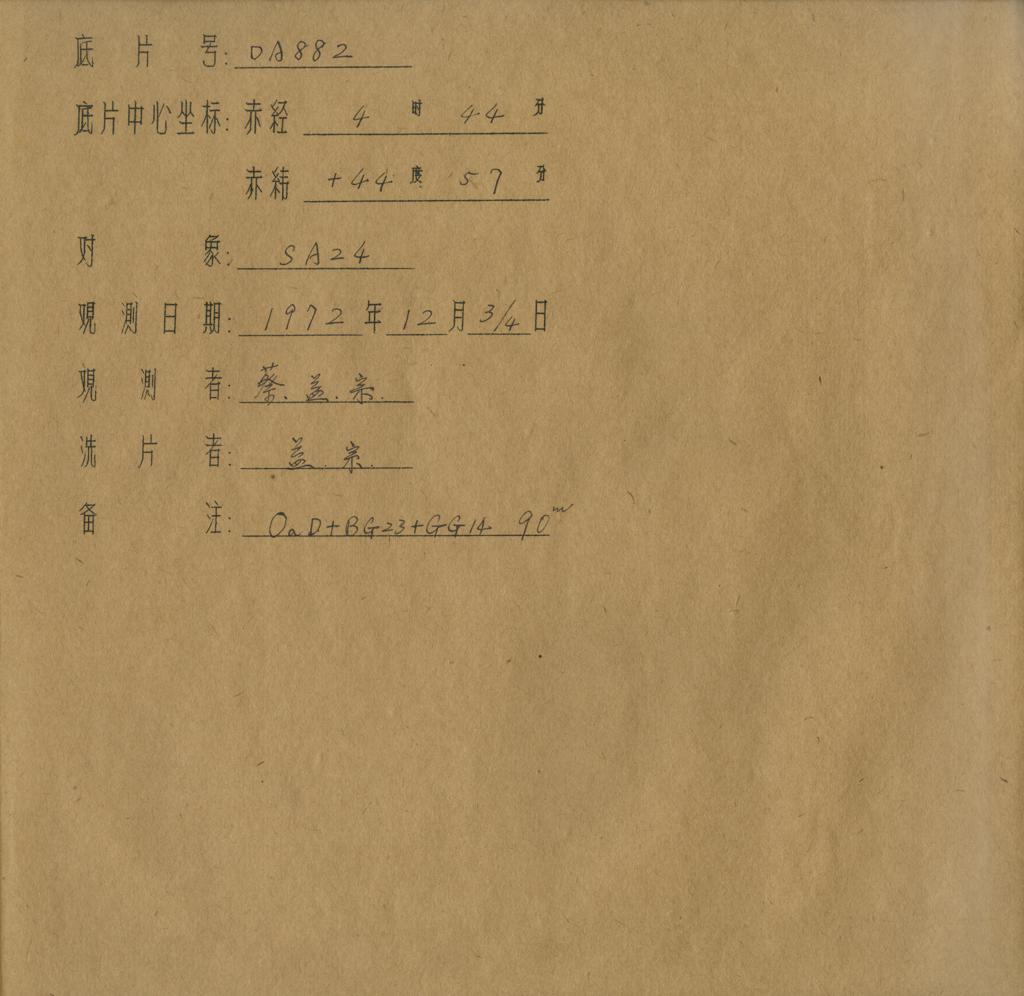 底片号: DA882
底片中心坐标: 赤经 4 时 44 分
赤纬 +44 度 57 分
对象: SA24
观测日期: 1972 年 12 月 3/4 日
观测者: 蔡. 盖. 宗.
洗片者: 盖. 宗.
备注: OaD+BG23+GG14 90m